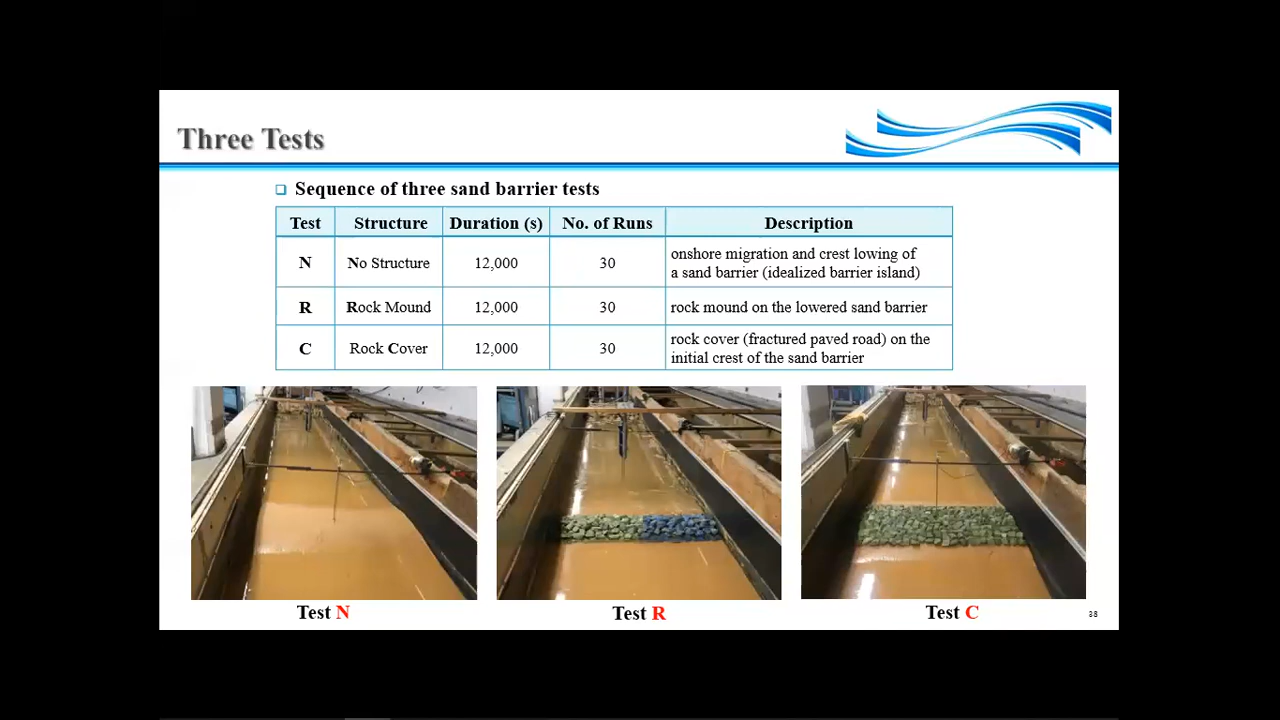 Three Tests
Sequence of three sand barrier tests
Test Structure Duration (s) No. of Runs Description
N No Structure 12,000 30 onshore migration and crest lowing of
a sand barrier (idealized barrier island)
R Rock Mound 12,000 30 rock mound on the lowered sand barrier
C Rock Cover 12,000 30 rock cover (fractured paved road) on the
initial crest of the sand barrier
Test N Test R Test C
38